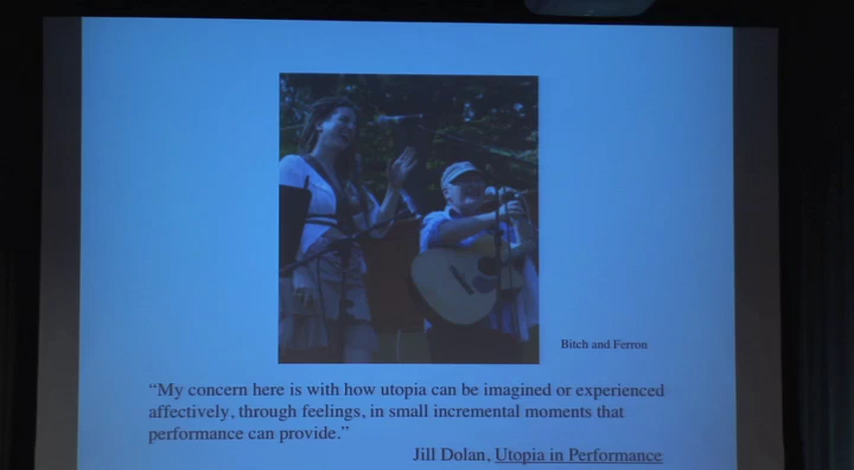 Bitch and Ferron
“My concern here is with how utopia can be imagined or experienced
affectively, through feelings, in small incremental moments that
performance can provide.”
Jill Dolan, Utopia in Performance